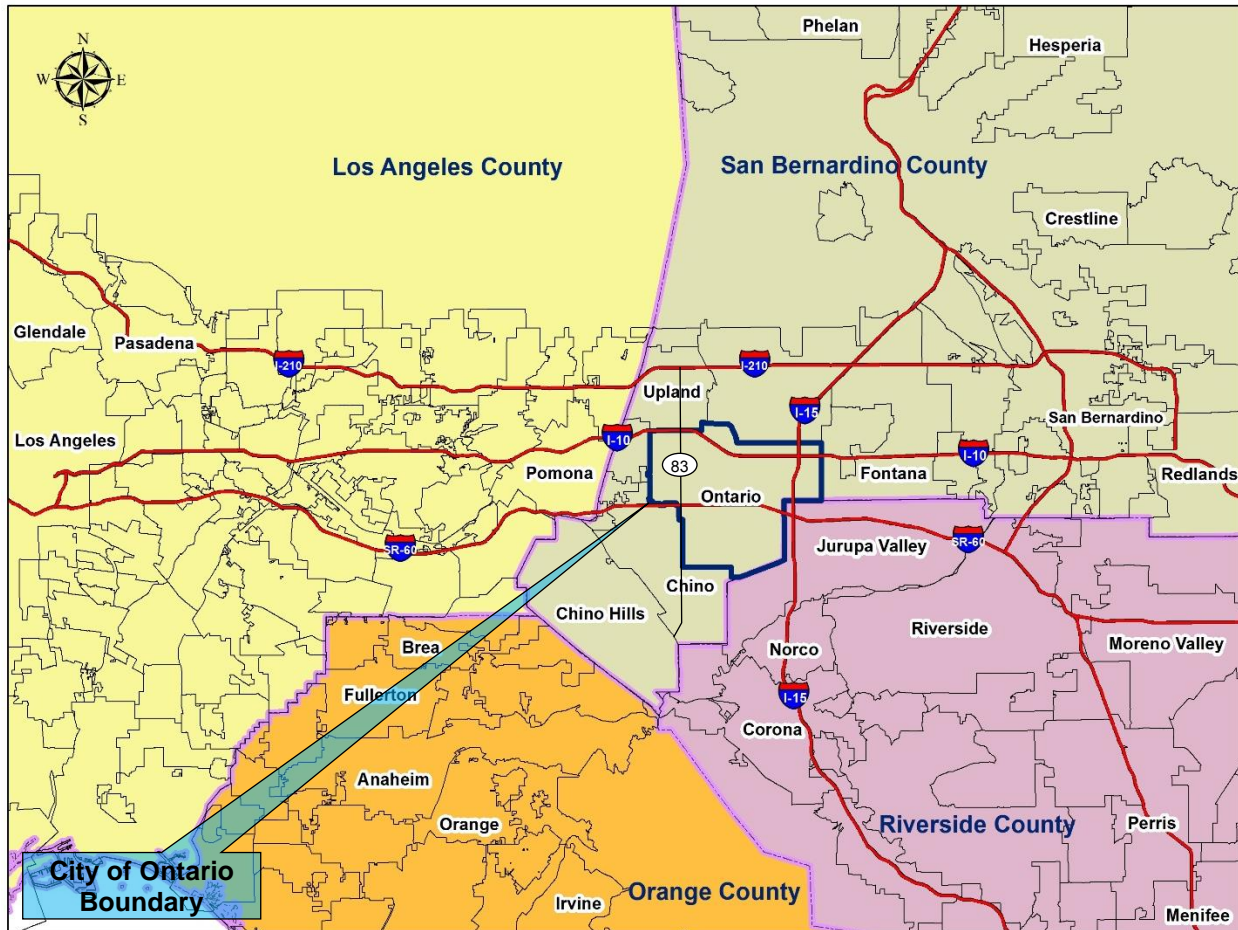 Phelan
Hesperia
N
W E
S
Los Angeles County
San Bernardino County
Crestline
Glendale
Pasadena
I-210
I-210
Upland
I-15
San Bernardino
Los Angeles
I-10
I-10
Pomona
83
Fontana
Redlands
Ontario
SR-60
SR-60
Jurupa Valley
Chino
Chino Hills
Riverside
Moreno Valley
Brea
Norco
Fullerton
I-15
Corona
Anaheim
Orange
Riverside County
Perris
City of Ontario
Boundary
Orange County
Irvine
Menifee